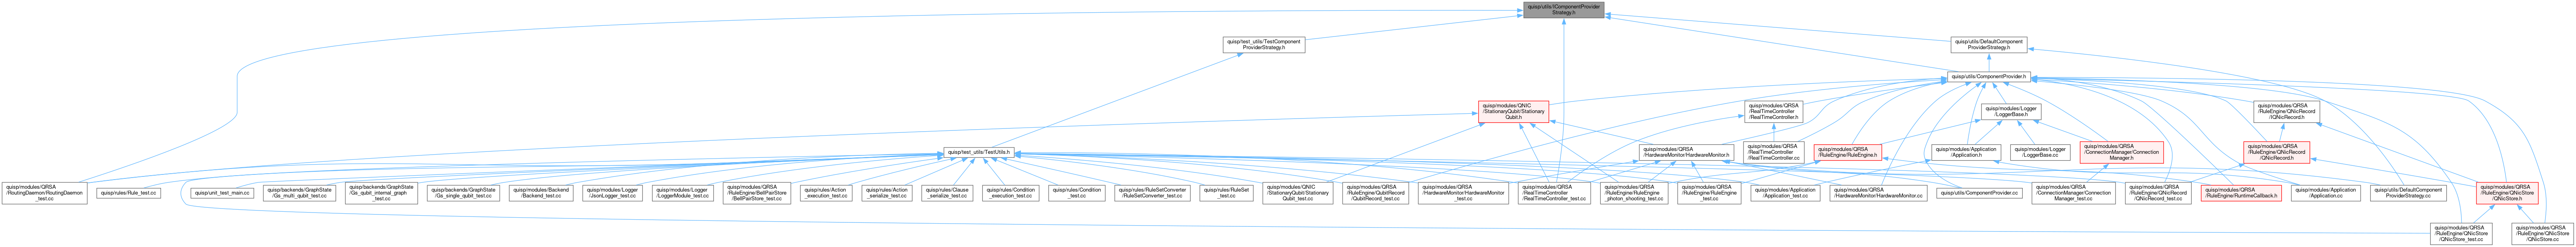 quisp/utils/IComponentProvider
Strategy.h
quisp/test_utils/TestComponent
ProviderStrategy.h
quisp/utils/DefaultComponent
ProviderStrategy.h
quisp/utils/ComponentProvider.h
quisp/modules/QNIC
/StationaryQubit/Stationary
Qubit.h
quisp/modules/QRSA
/RealTimeController
/RealTimeController.h
quisp/modules/Logger
/LoggerBase.h
quisp/modules/QRSA
/RuleEngine/QNicRecord
/IQNicRecord.h
quisp/test_utils/TestUtils.h
quisp/modules/QRSA
/HardwareMonitor/HardwareMonitor.h
quisp/modules/QRSA
/RealTimeController
/RealTimeController.cc
quisp/modules/QRSA
/RuleEngine/RuleEngine.h
quisp/modules/Application
/Application.h
quisp/modules/Logger
/LoggerBase.cc
quisp/modules/QRSA
/ConnectionManager/Connection
Manager.h
quisp/modules/QRSA
/RuleEngine/QNicRecord
/QNicRecord.h
quisp/modules/QRSA
/RoutingDaemon/RoutingDaemon
_test.cc
quisp/rules/Rule_test.cc
quisp/unit_test_main.cc
quisp/backends/GraphState
/Gs_multi_qubit_test.cc
quisp/backends/GraphState
/Gs_qubit_internal_graph
_test.cc
quisp/backends/GraphState
/Gs_single_qubit_test.cc
quisp/modules/Backend
/Backend_test.cc
quisp/modules/Logger
/JsonLogger_test.cc
quisp/modules/Logger
/LoggerModule_test.cc
quisp/modules/QRSA
/RuleEngine/BellPairStore
/BellPairStore_test.cc
quisp/rules/Action
_execution_test.cc
quisp/rules/Action
_serialize_test.cc
quisp/rules/Clause
_serialize_test.cc
quisp/rules/Condition
_execution_test.cc
quisp/rules/Condition
_test.cc
quisp/rules/RuleSetConverter
/RuleSetConverter_test.cc
quisp/rules/RuleSet
_test.cc
quisp/modules/QNIC
/StationaryQubit/Stationary
Qubit_test.cc
quisp/modules/QRSA
/RuleEngine/QubitRecord
/QubitRecord_test.cc
quisp/modules/QRSA
/HardwareMonitor/HardwareMonitor
_test.cc
quisp/modules/QRSA
/RealTimeController
/RealTimeController_test.cc
quisp/modules/QRSA
/RuleEngine/RuleEngine
_photon_shooting_test.cc
quisp/modules/QRSA
/RuleEngine/RuleEngine
_test.cc
quisp/modules/Application
/Application_test.cc
quisp/modules/QRSA
/HardwareMonitor/HardwareMonitor.cc
quisp/utils/ComponentProvider.cc
quisp/modules/QRSA
/ConnectionManager/Connection
Manager_test.cc
quisp/modules/QRSA
/RuleEngine/QNicRecord
/QNicRecord_test.cc
quisp/modules/QRSA
/RuleEngine/RuntimeCallback.h
quisp/modules/Application
/Application.cc
quisp/utils/DefaultComponent
ProviderStrategy.cc
quisp/modules/QRSA
/RuleEngine/QNicStore
/QNicStore.h
quisp/modules/QRSA
/RuleEngine/QNicStore
/QNicStore_test.cc
quisp/modules/QRSA
/RuleEngine/QNicStore
/QNicStore.cc